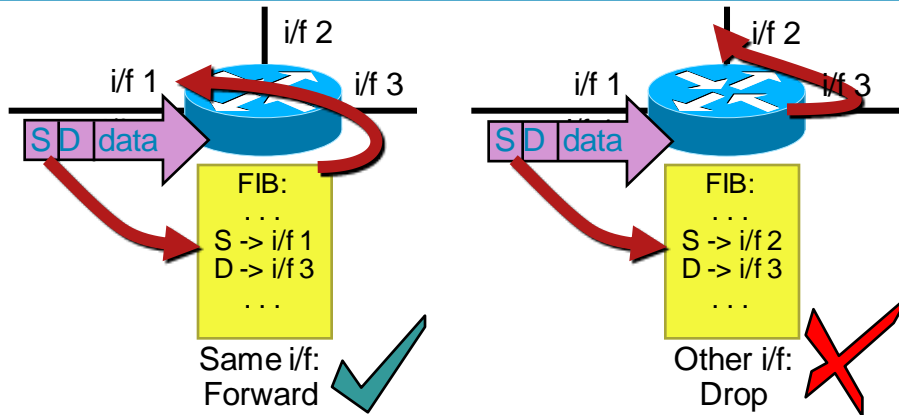 i/f 2
i/f 1
i/f 3
S D data
FIB:
. . .
S -> i/f 1
D -> i/f 3
. . .
Same i/f:
Forward
i/f 2
i/f 1
i/f 3
S D data
FIB:
. . .
S -> i/f 2
D -> i/f 3
. . .
Other i/f:
Drop